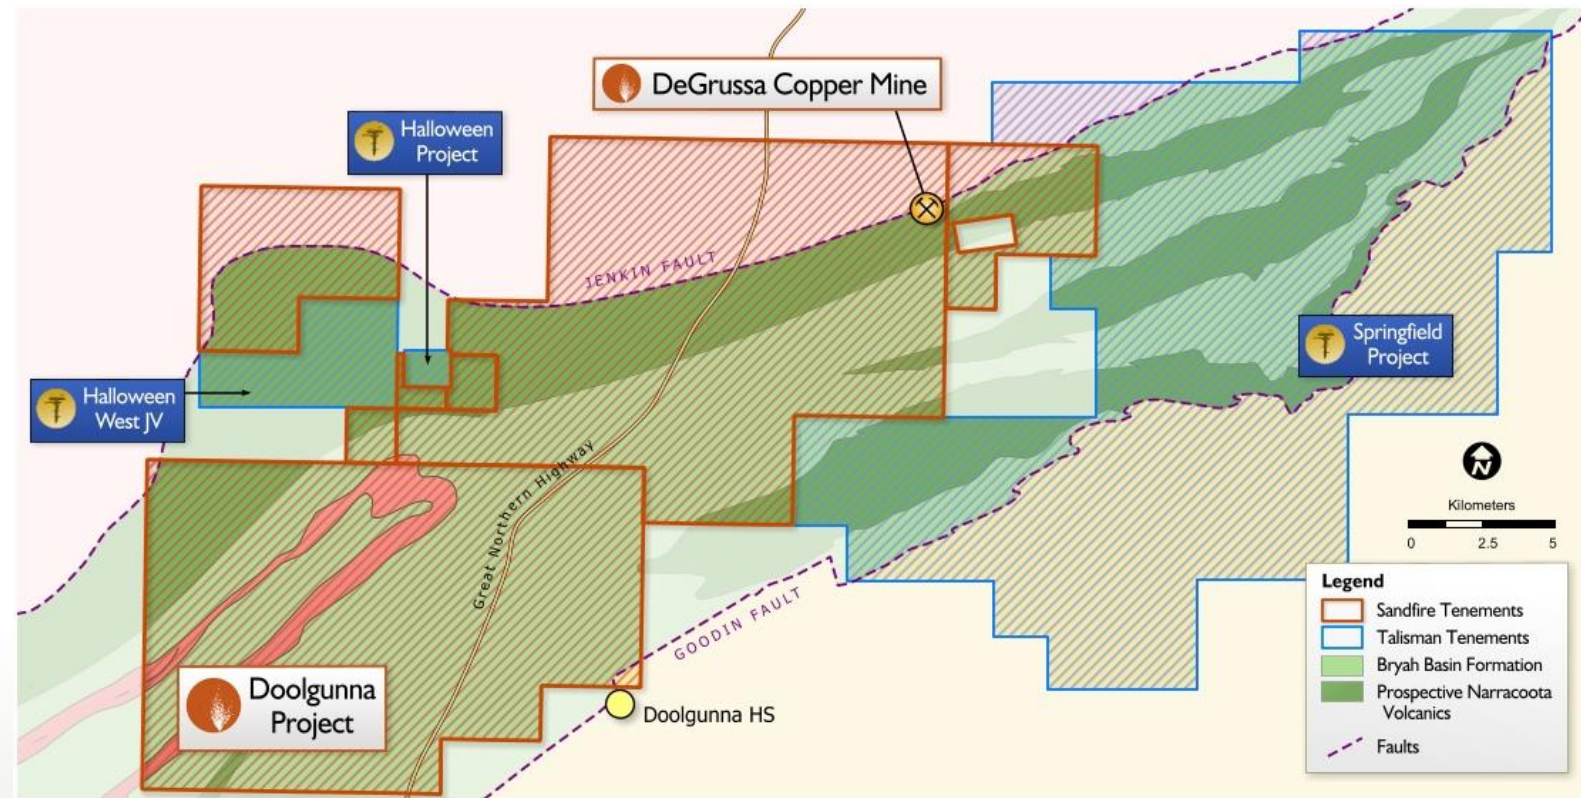 DeGrussa Copper Mine
Halloween
Project
JENKIN FAULT
Springfield
Project
Halloween
West JV
Great Northern Highway
N
Kilometers
0 2.5 5
GOODIN FAULT
Doolgunna
Project
Doolgunna HS
Legend
Sandfire Tenements
Talisman Tenements
Bryah Basin Formation
Prospective Narracoota
Volcanics
Faults